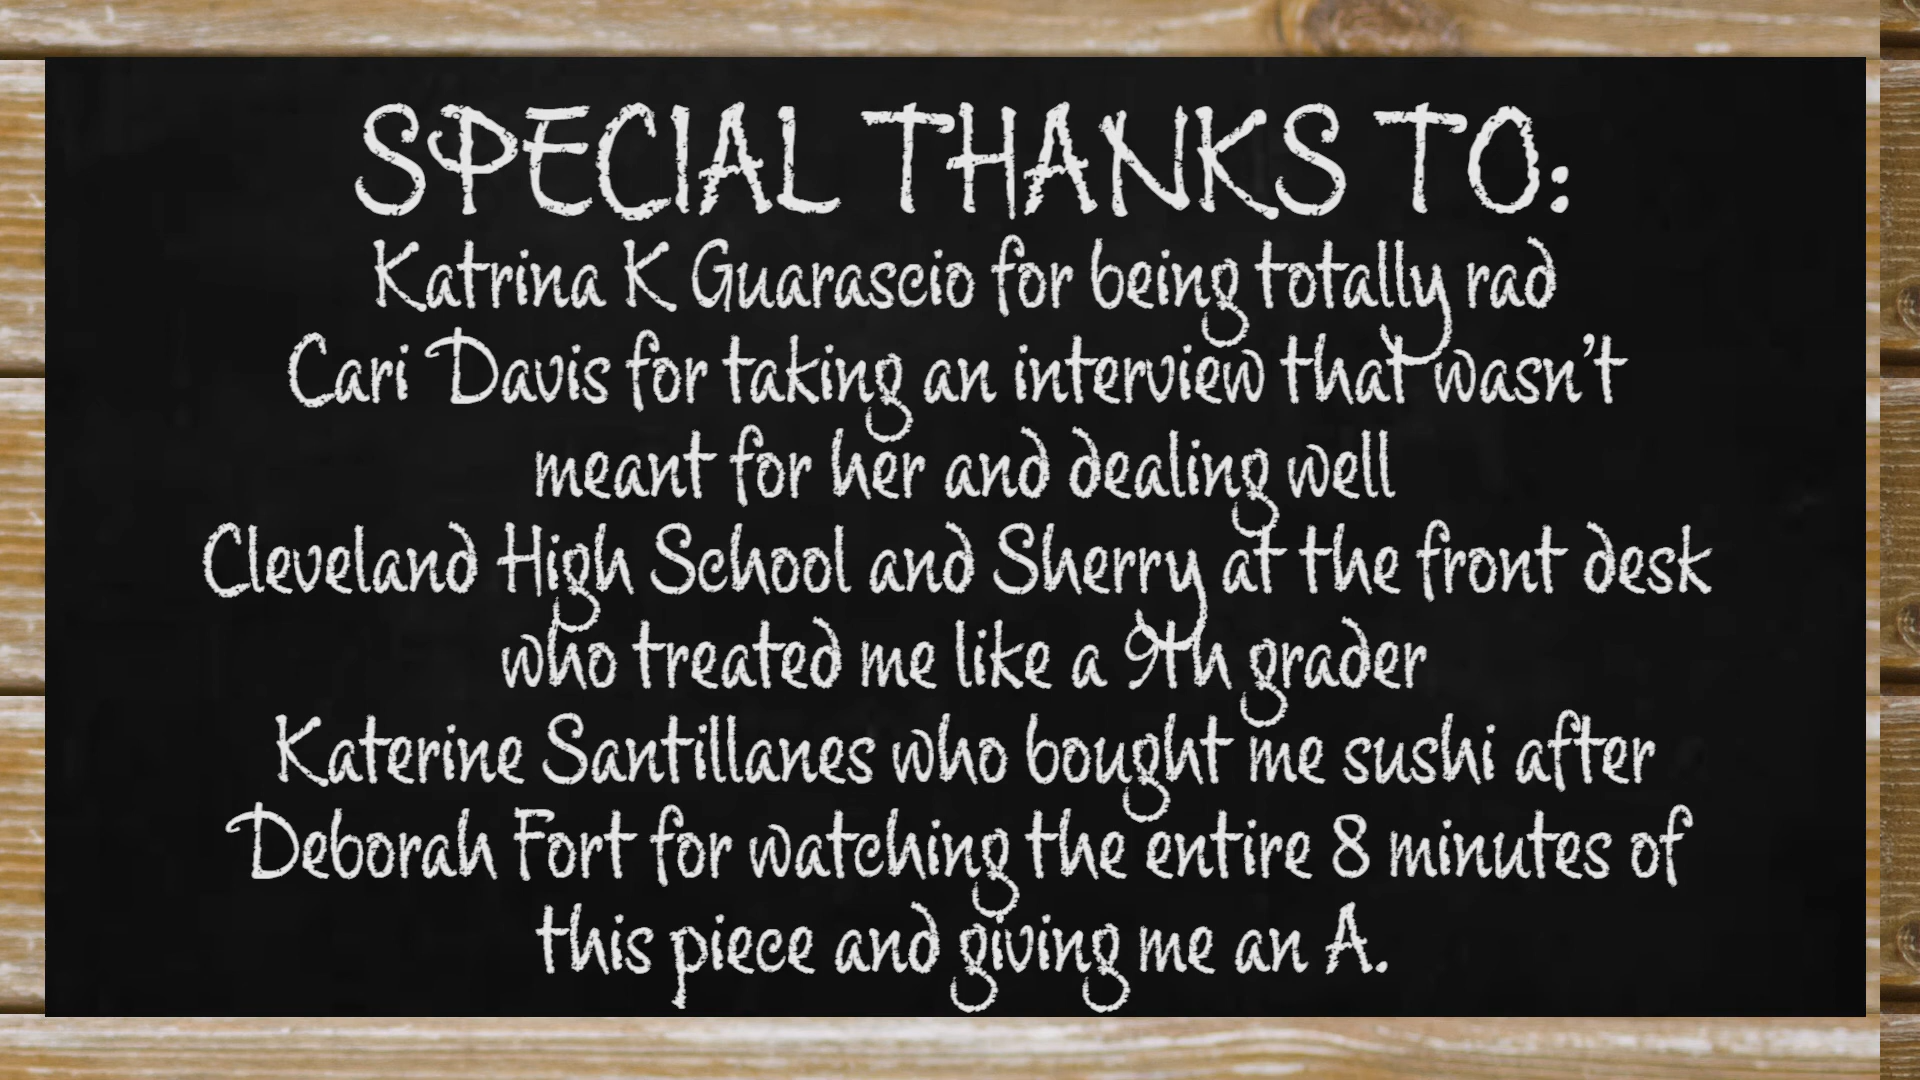 SPECIAL THANKS TO:
Katrina K Guarascio for being totally rad
Cari Davis for taking an interview that wasn't
meant for her and dealing well
Cleveland High School and Sherry at the front desk
who treated me like a 9th grader
Katerine Santillanes who bought me sushi after
Deborah Fort for watching the entire 8 minutes of
this piece and giving me an A.